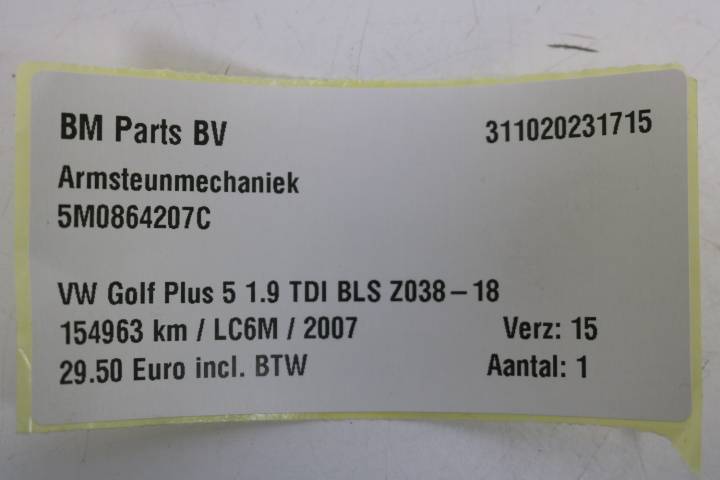 BM Parts BV 311020231715
Armsteunmechaniek
5M0864207C
VW Golf Plus 5 1.9 TDI BLS Z038-18
154963 km / LC6M / 2007 Verz: 15
29.50 Euro incl. BTW Aantal: 1